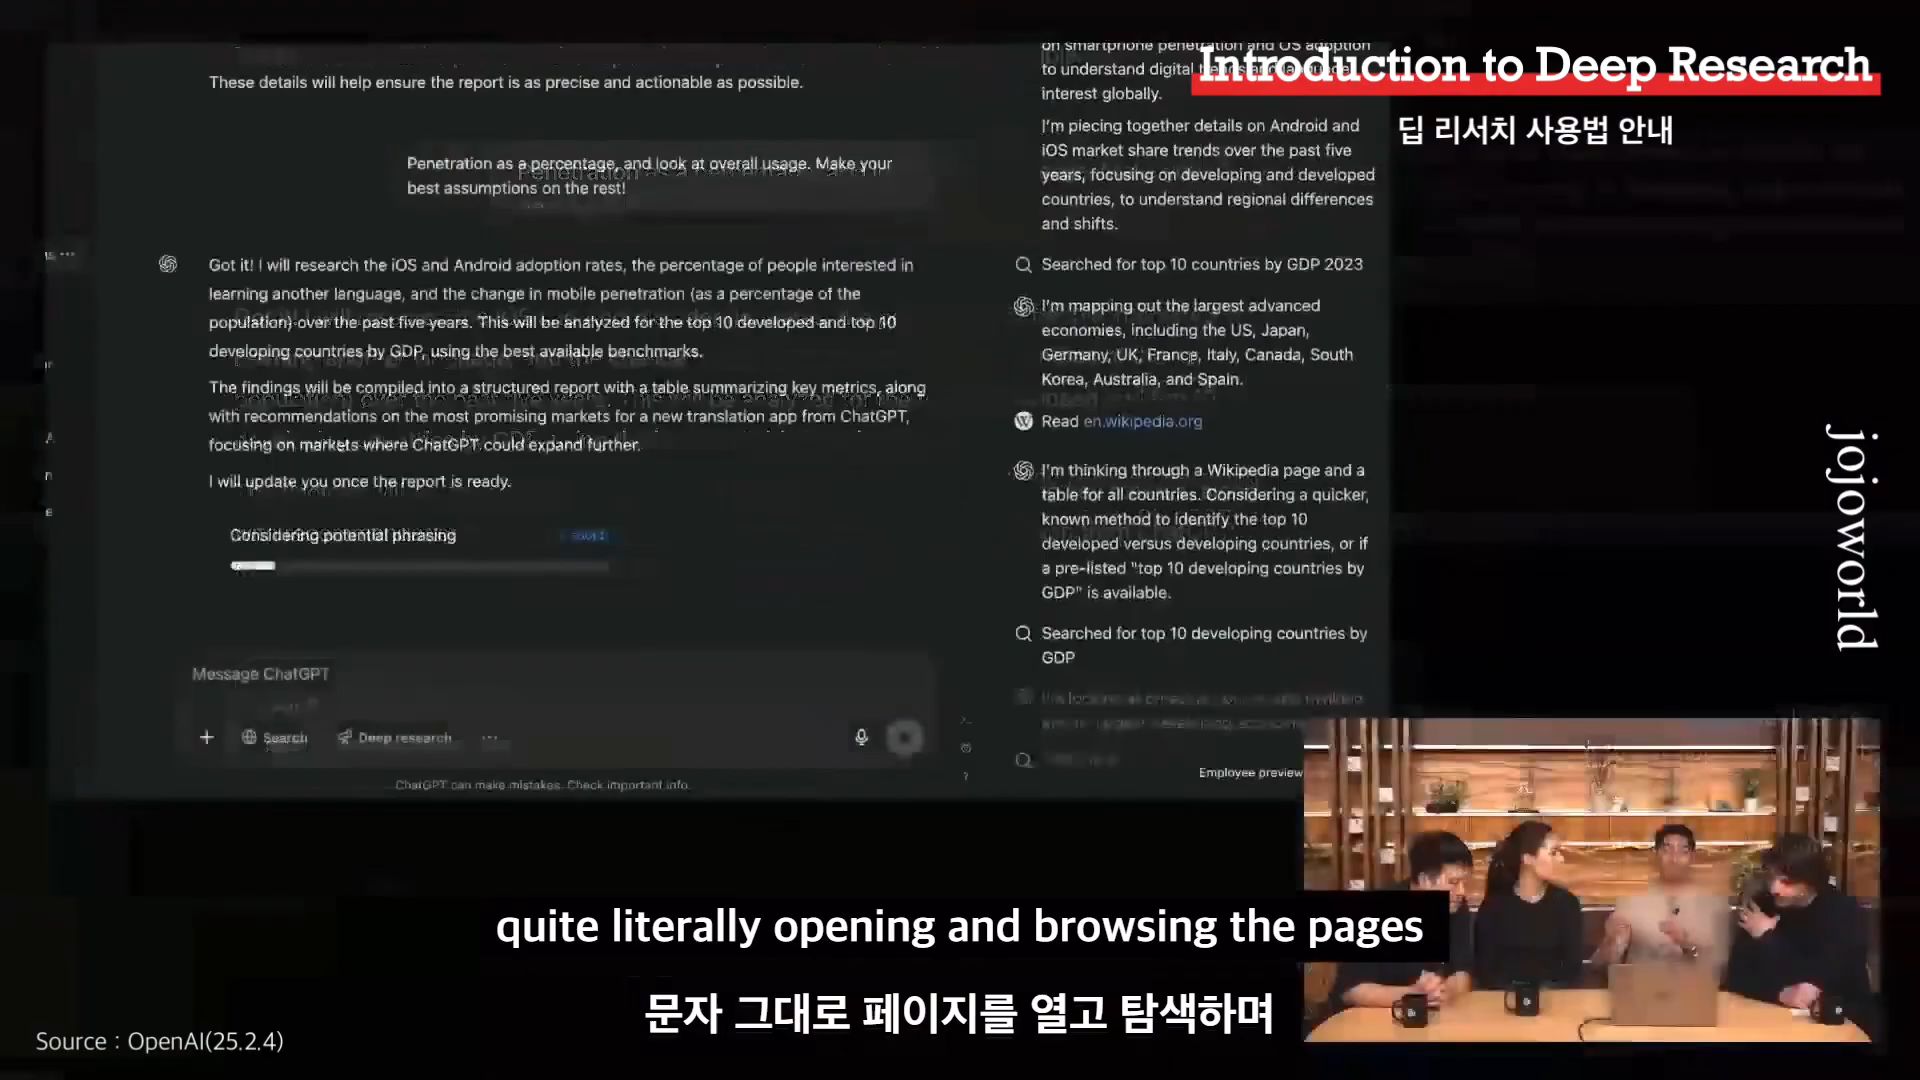 These details will help ensure the report is as precise and actionable as possible.
Penetration as a percentage, and look at overall usage. Make your
best assumptions on the rest!
Got it! I will research the iOS and Android adoption rates, the percentage of people interested in
learning another language, and the change in mobile penetration (as a percentage of the
population) over the past five years. This will be analyzed for the top 10 developed and top 10
developing countries by GDP, using the best available benchmarks.
The findings will be compiled into a structured report with a table summarizing key metrics, along
with recommendations on the most promising markets for a new translation app from ChatGPT,
focusing on markets where ChatGPT could expand further.
I will update you once the report is ready.
Considering potential phrasing
Message ChatGPT
Search
Deep research
ChatGPT can make mistakes. Check important info.
on smartphone penetration and OS adoption
to understand digital trends and language
interest globally.
I'm piecing together details on Android and
iOS market share trends over the past five
years, focusing on developing and developed
countries, to understand regional differences
and shifts.
Searched for top 10 countries by GDP 2023
I'm mapping out the largest advanced
economies, including the US, Japan,
Germany, UK, France, Italy, Canada, South
Korea, Australia, and Spain.
Read en.wikipedia.org
I'm thinking through a Wikipedia page and a
table for all countries. Considering a quicker,
known method to identify the top 10
developed versus developing countries, or if
a pre-listed "top 10 developing countries by
GDP" is available.
Searched for top 10 developing countries by
GDP
Employee preview
Introduction to Deep Research
딥 리서치 사용법 안내
jojoworld
quite literally opening and browsing the pages
문자 그대로 페이지를 열고 탐색하며
Source : OpenAI(25.2.4)